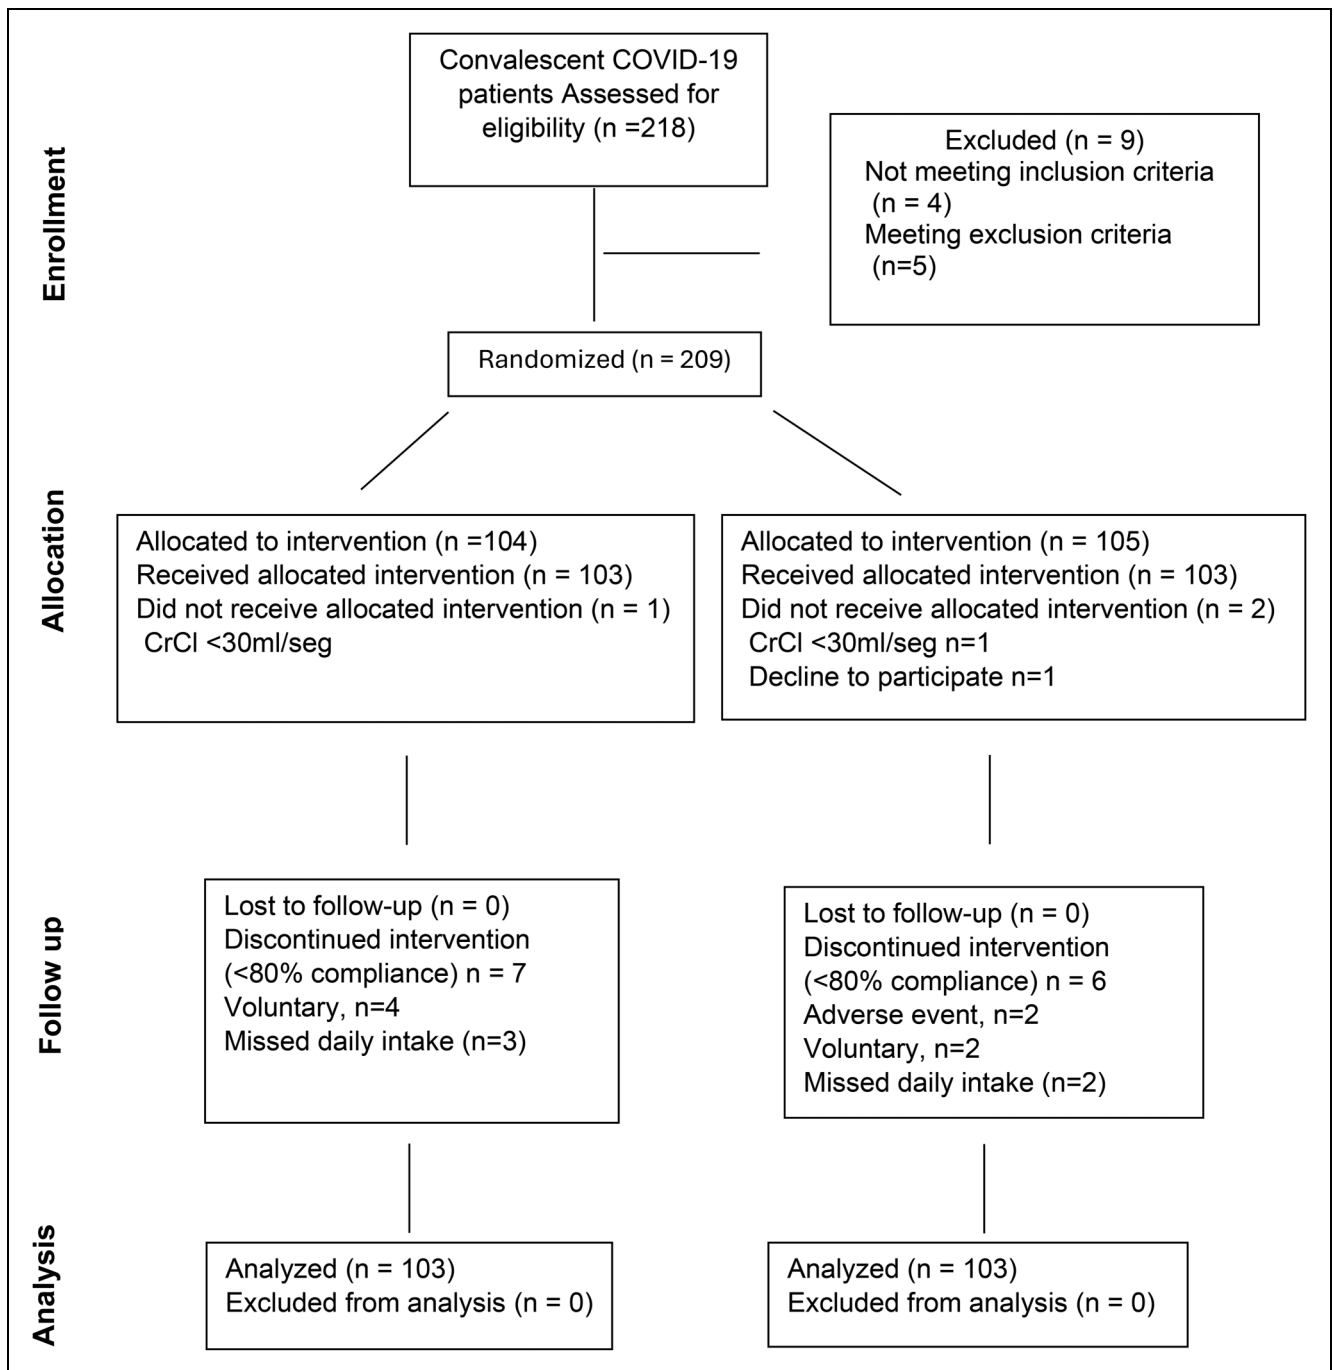 Enrollment
Convalescent COVID-19
patients Assessed for
eligibility (n =218)
Excluded (n = 9)
Not meeting inclusion criteria
(n = 4)
Meeting exclusion criteria
(n=5)
Randomized (n = 209)
Allocation
Allocated to intervention (n =104)
Received allocated intervention (n = 103)
Did not receive allocated intervention (n = 1)
CrCl <30ml/seg
Allocated to intervention (n = 105)
Received allocated intervention (n = 103)
Did not receive allocated intervention (n = 2)
CrCl <30ml/seg n=1
Decline to participate n=1
Follow up
Lost to follow-up (n = 0)
Discontinued intervention
(<80% compliance) n = 7
Voluntary, n=4
Missed daily intake (n=3)
Lost to follow-up (n = 0)
Discontinued intervention
(<80% compliance) n = 6
Adverse event, n=2
Voluntary, n=2
Missed daily intake (n=2)
Analysis
Analyzed (n = 103)
Excluded from analysis (n = 0)
Analyzed (n = 103)
Excluded from analysis (n = 0)